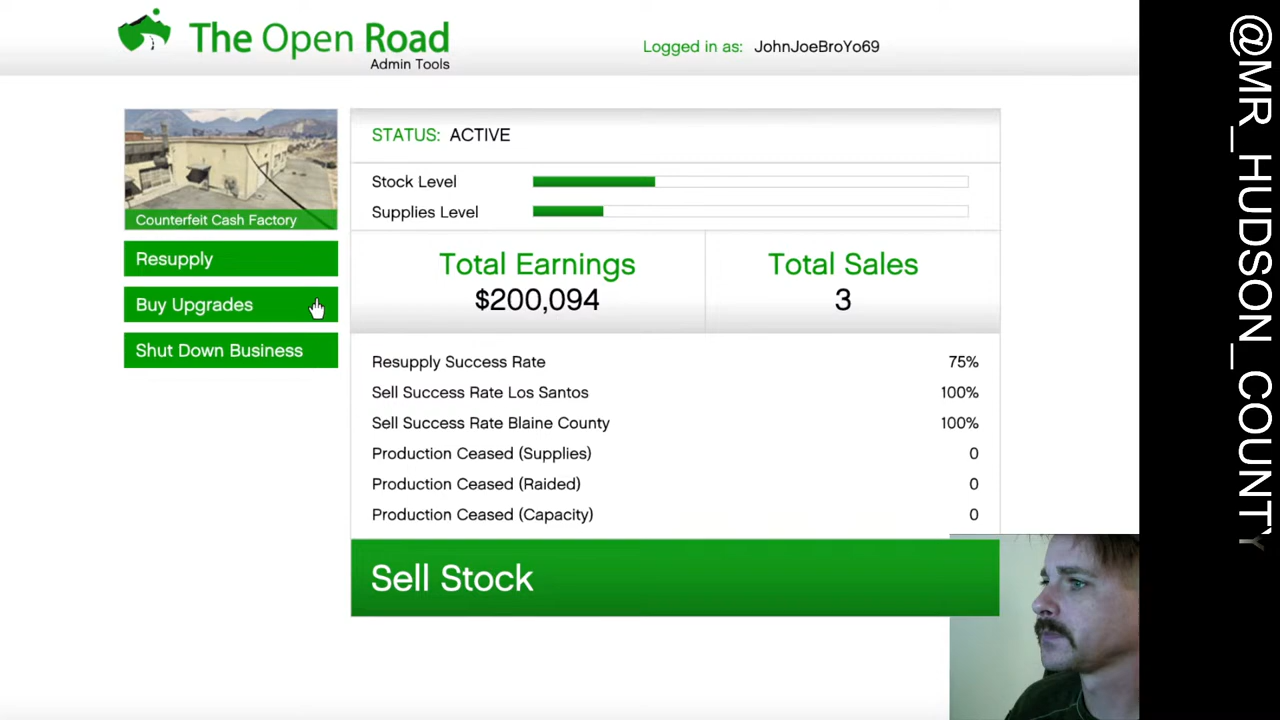 The Open Road
Admin Tools
Logged in as: JohnJoeBroYo69
Counterfeit Cash Factory
Resupply
Buy Upgrades
Shut Down Business
STATUS: ACTIVE
Stock Level
Supplies Level
Total Earnings
$200,094
Total Sales
3
Resupply Success Rate 75%
Sell Success Rate Los Santos 100%
Sell Success Rate Blaine County 100%
Production Ceased (Supplies) 0
Production Ceased (Raided) 0
Production Ceased (Capacity) 0
Sell Stock
@MR_HUDSON_COUNTY